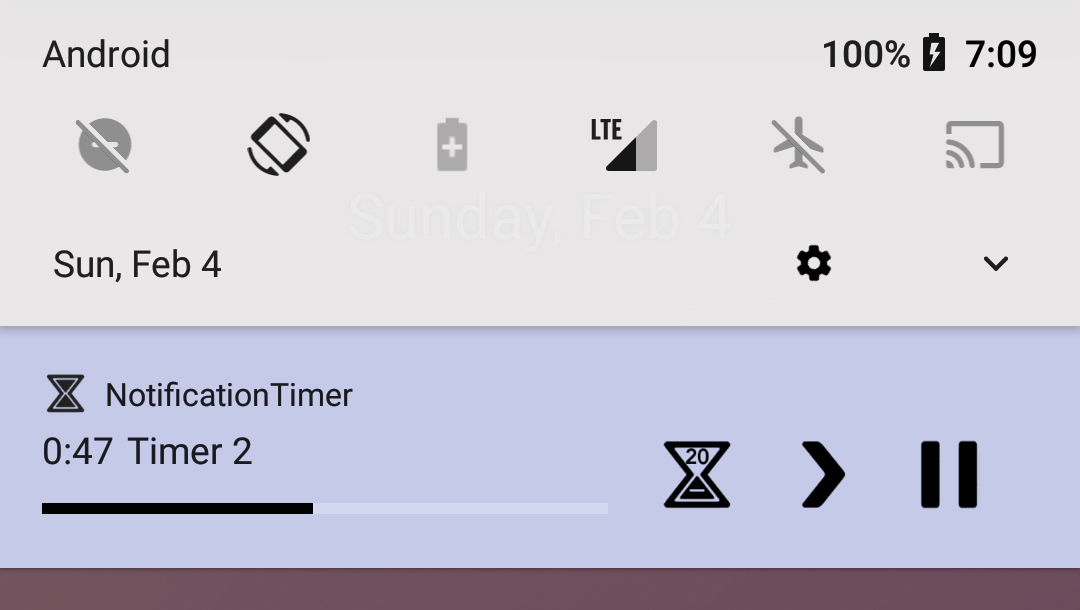 Android 100% 7:09
LTE
Sunday, Feb 4
Sun, Feb 4
NotificationTimer
0:47 Timer 2
20